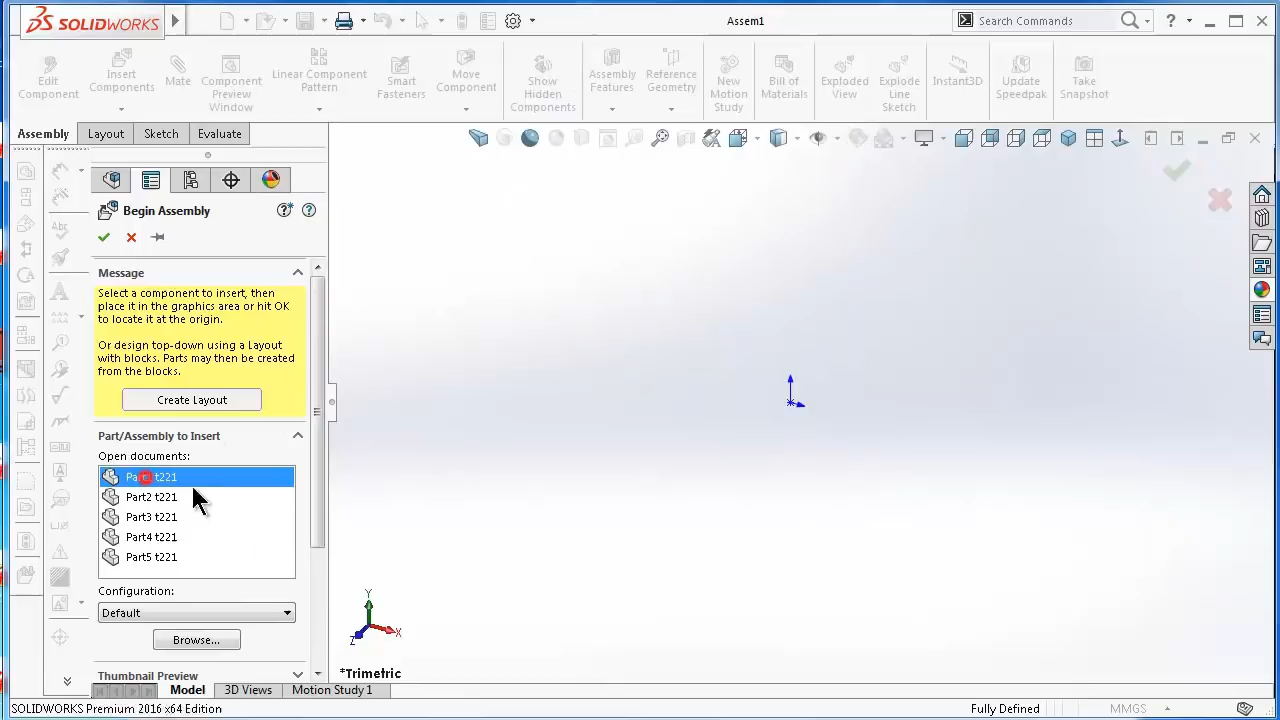 SOLIDWORKS
Assem1
Search Commands
?
Edit Component
Insert Components
Mate
Component Preview Window
Linear Component Pattern
Smart Fasteners
Move Component
Show Hidden Components
Assembly Features
Reference Geometry
New Motion Study
Bill of Materials
Exploded View
Explode Line Sketch
Instant3D
Update Speedpak
Take Snapshot
Assembly
Layout
Sketch
Evaluate
Begin Assembly
Message
Select a component to insert, then
place it in the graphics area or hit OK
to locate it at the origin.
Or design top-down using a Layout
with blocks. Parts may then be created
from the blocks.
Create Layout
Part/Assembly to Insert
Open documents:
t221
Part2 t221
Part3 t221
Part4 t221
Part5 t221
Configuration:
Default
Browse...
Thumbnail Preview
Y
X
Z
*Trimetric
Model
3D Views
Motion Study 1
SOLIDWORKS Premium 2016 x64 Edition
Fully Defined
MMGS